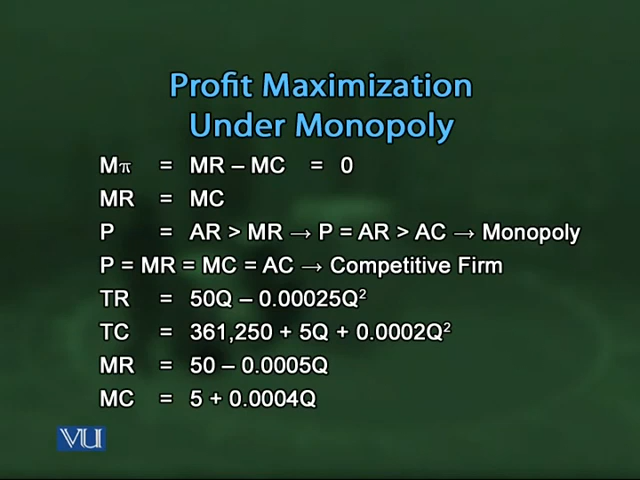 Profit Maximization
Under Monopoly
Mπ = MR – MC = 0
MR = MC
P = AR > MR → P = AR > AC → Monopoly
P = MR = MC = AC → Competitive Firm
TR = 50Q – 0.00025Q²
TC = 361,250 + 5Q + 0.0002Q²
MR = 50 – 0.0005Q
MC = 5 + 0.0004Q
VU